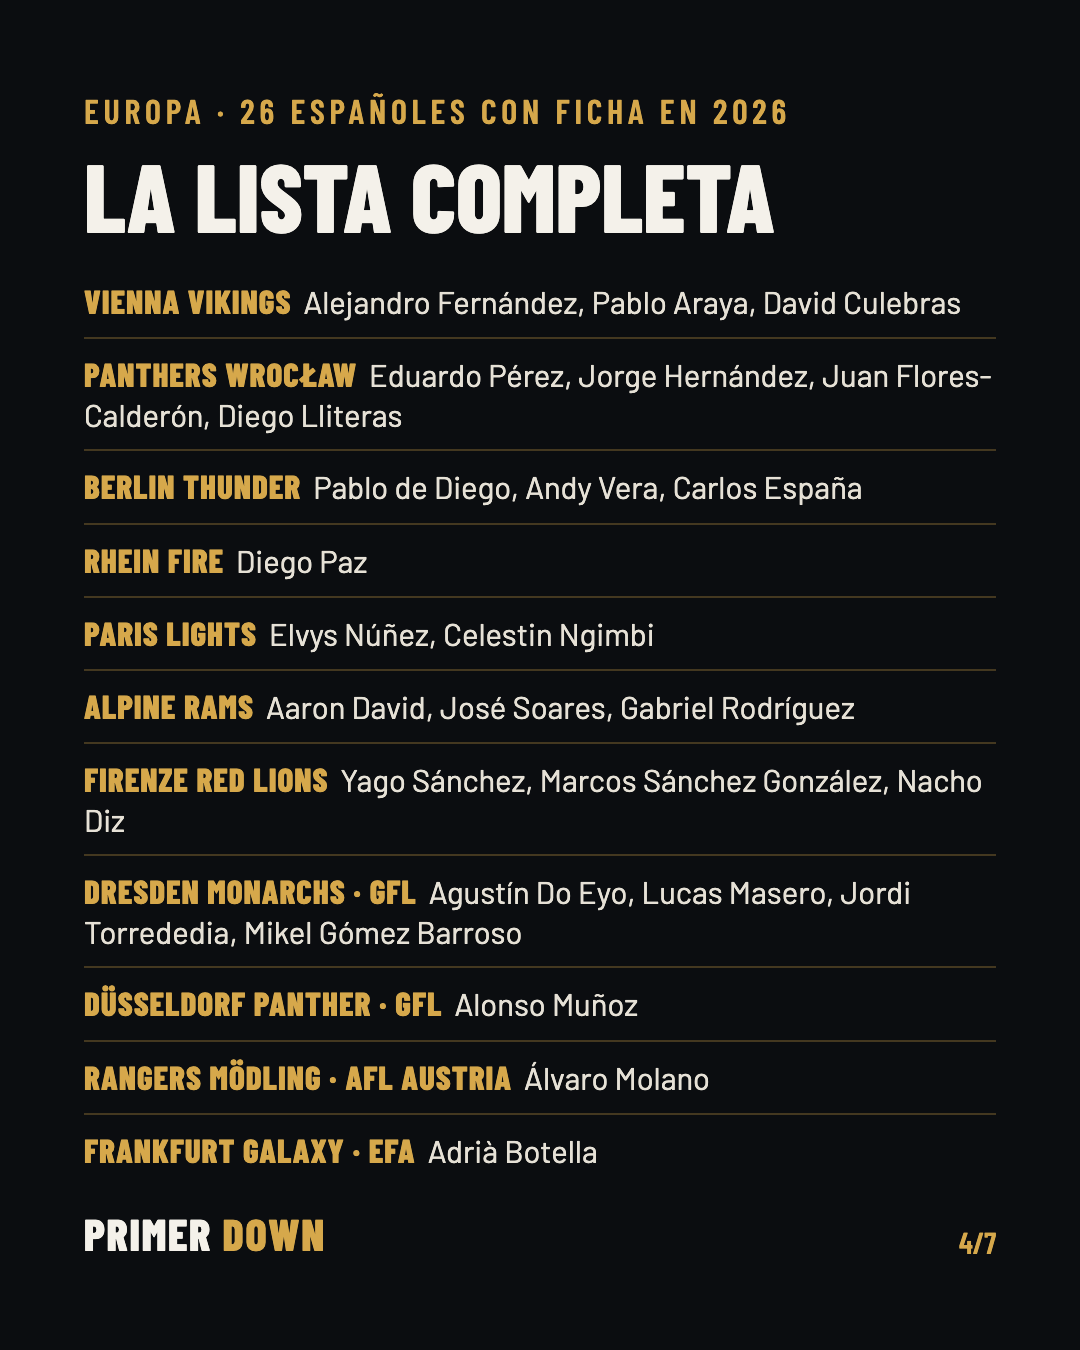 EUROPA · 26 ESPAÑOLES CON FICHA EN 2026
LA LISTA COMPLETA
VIENNA VIKINGS Alejandro Fernández, Pablo Araya, David Culebras
PANTHERS WROCŁAW Eduardo Pérez, Jorge Hernández, Juan Flores-
Calderón, Diego Lliteras
BERLIN THUNDER Pablo de Diego, Andy Vera, Carlos España
RHEIN FIRE Diego Paz
PARIS LIGHTS Elvys Núñez, Celestin Ngimbi
ALPINE RAMS Aaron David, José Soares, Gabriel Rodríguez
FIRENZE RED LIONS Yago Sánchez, Marcos Sánchez González, Nacho
Diz
DRESDEN MONARCHS · GFL Agustín Do Eyo, Lucas Masero, Jordi
Torrededia, Mikel Gómez Barroso
DÜSSELDORF PANTHER · GFL Alonso Muñoz
RANGERS MÖDLING · AFL AUSTRIA Álvaro Molano
FRANKFURT GALAXY · EFA Adrià Botella
PRIMER DOWN
4/7